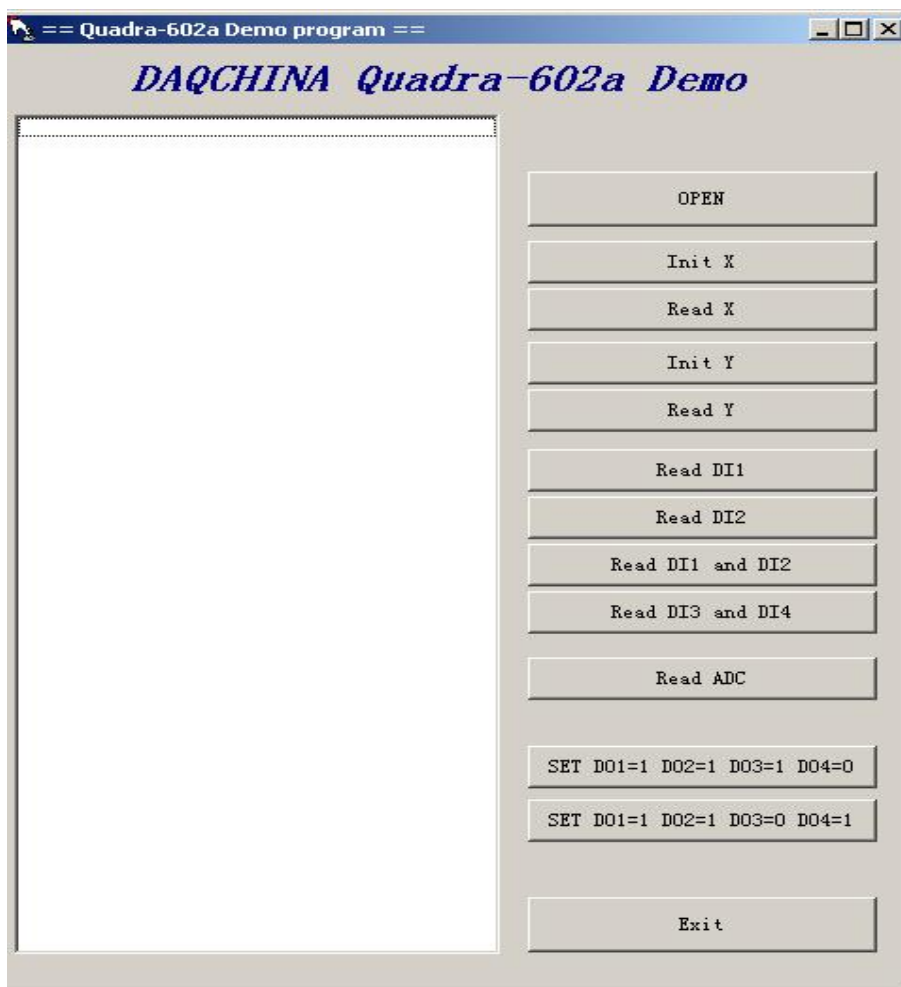 == Quadra-602a Demo program ==
DAQCHINA Quadra-602a Demo
OPEN
Init X
Read X
Init Y
Read Y
Read DI1
Read DI2
Read DI1 and DI2
Read DI3 and DI4
Read ADC
SET DO1=1 DO2=1 DO3=1 DO4=0
SET DO1=1 DO2=1 DO3=0 DO4=1
Exit